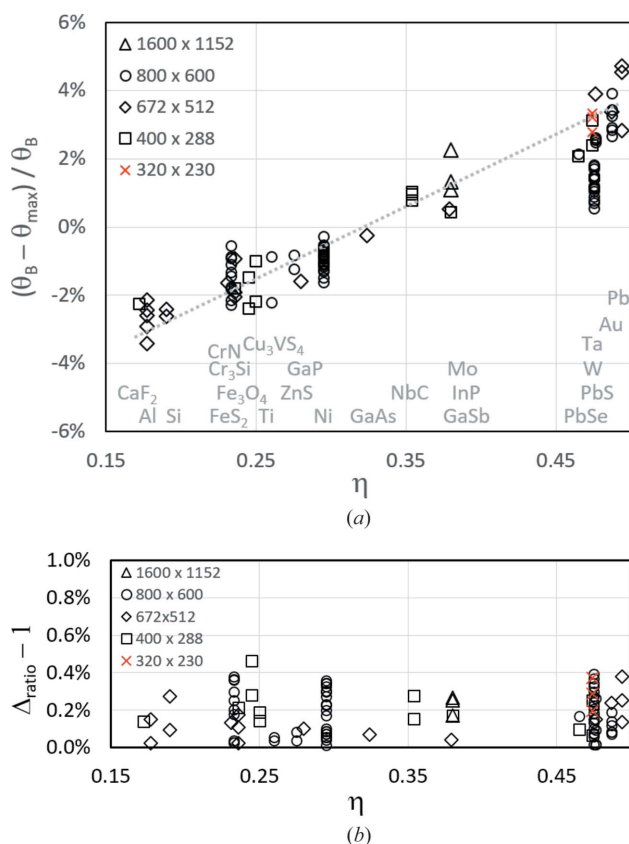 6%
4%
2%
0%
-2%
-4%
-6%
(θB − θmax) / θB
1600 x 1152
800 x 600
672 x 512
400 x 288
320 x 230
Pb
Au
CrN Cu3VS4 Ta
Cr3Si GaP Mo W
CaF2 Fe3O4 ZnS NbC InP PbS
Al Si FeS2 Ti Ni GaAs GaSb PbSe
0.15 0.25 0.35 0.45
η
(a)
1.0%
0.8%
0.6%
0.4%
0.2%
0.0%
Δratio − 1
1600 x 1152
800 x 600
672x512
400 x 288
320 x 230
0.15 0.25 0.35 0.45
η
(b)